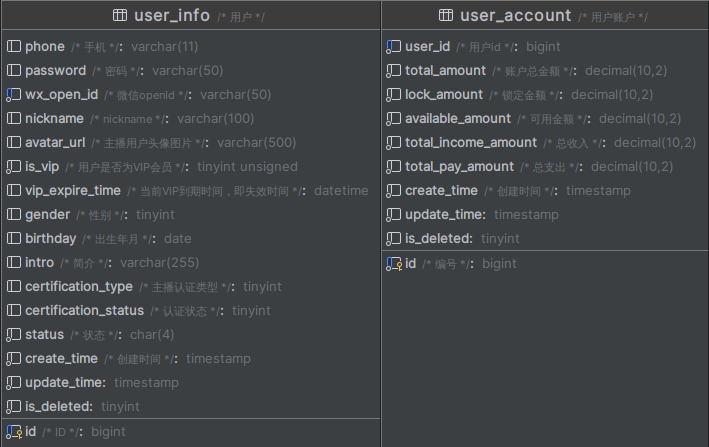 user_info /* 用户 */
phone /* 手机 */: varchar(11)
password /* 密码 */: varchar(50)
wx_open_id /* 微信openId */: varchar(50)
nickname /* nickname */: varchar(100)
avatar_url /* 主播用户头像图片 */: varchar(500)
is_vip /* 用户是否为VIP会员 */: tinyint unsigned
vip_expire_time /* 当前VIP到期时间，即失效时间 */: datetime
gender /* 性别 */: tinyint
birthday /* 出生年月 */: date
intro /* 简介 */: varchar(255)
certification_type /* 主播认证类型 */: tinyint
certification_status /* 认证状态 */: tinyint
status /* 状态 */: char(4)
create_time /* 创建时间 */: timestamp
update_time: timestamp
is_deleted: tinyint
id /* ID */: bigint
user_account /* 用户账户 */
user_id /* 用户id */: bigint
total_amount /* 账户总金额 */: decimal(10,2)
lock_amount /* 锁定金额 */: decimal(10,2)
available_amount /* 可用金额 */: decimal(10,2)
total_income_amount /* 总收入 */: decimal(10,2)
total_pay_amount /* 总支出 */: decimal(10,2)
create_time /* 创建时间 */: timestamp
update_time: timestamp
is_deleted: tinyint
id /* 编号 */: bigint